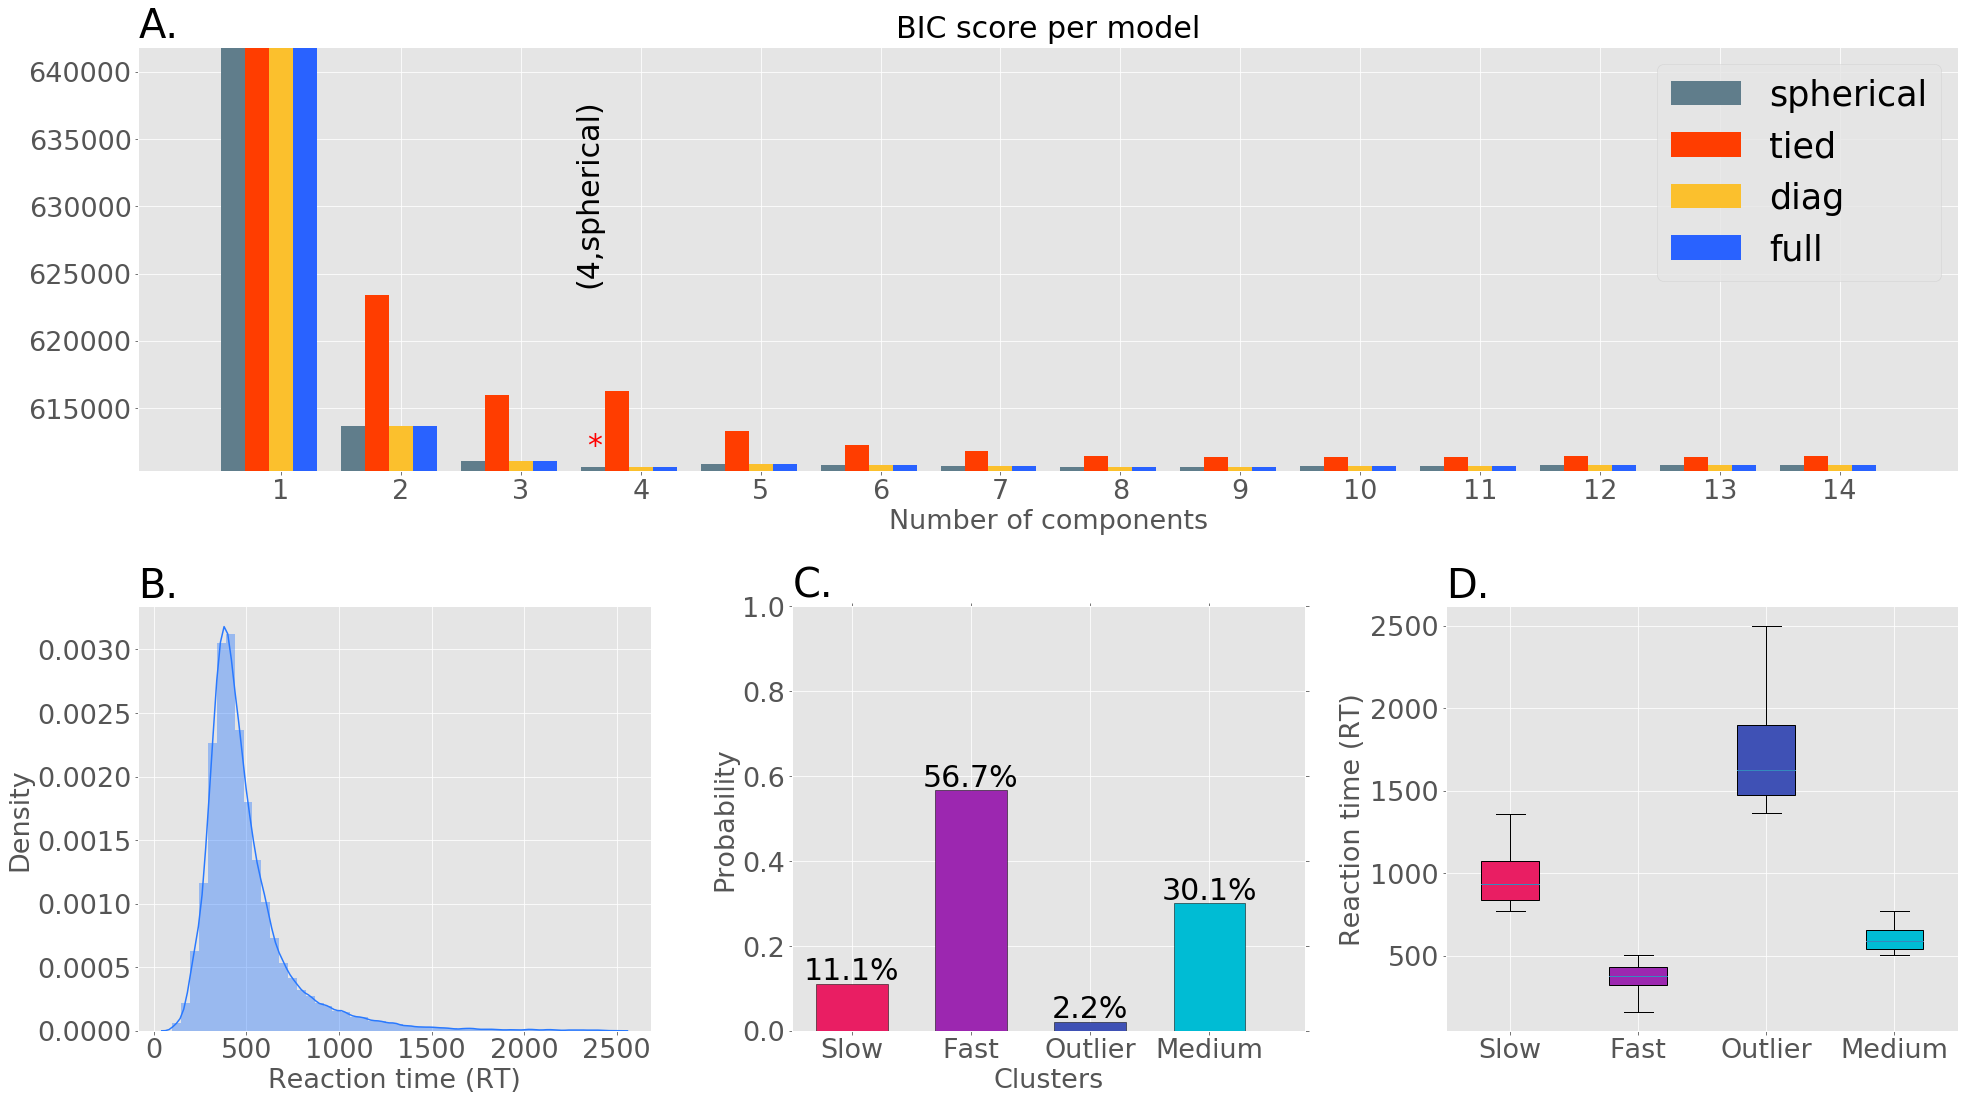 A.
BIC score per model
640000
635000
630000
625000
620000
615000
(4,spherical)
*
spherical
tied
diag
full
1 2 3 4 5 6 7 8 9 10 11 12 13 14
Number of components
B.
Density
0.0030
0.0025
0.0020
0.0015
0.0010
0.0005
0.0000
0 500 1000 1500 2000 2500
Reaction time (RT)
C.
Probability
1.0
0.8
0.6
0.4
0.2
0.0
11.1%
56.7%
2.2%
30.1%
Slow Fast Outlier Medium
Clusters
D.
Reaction time (RT)
2500
2000
1500
1000
500
Slow Fast Outlier Medium